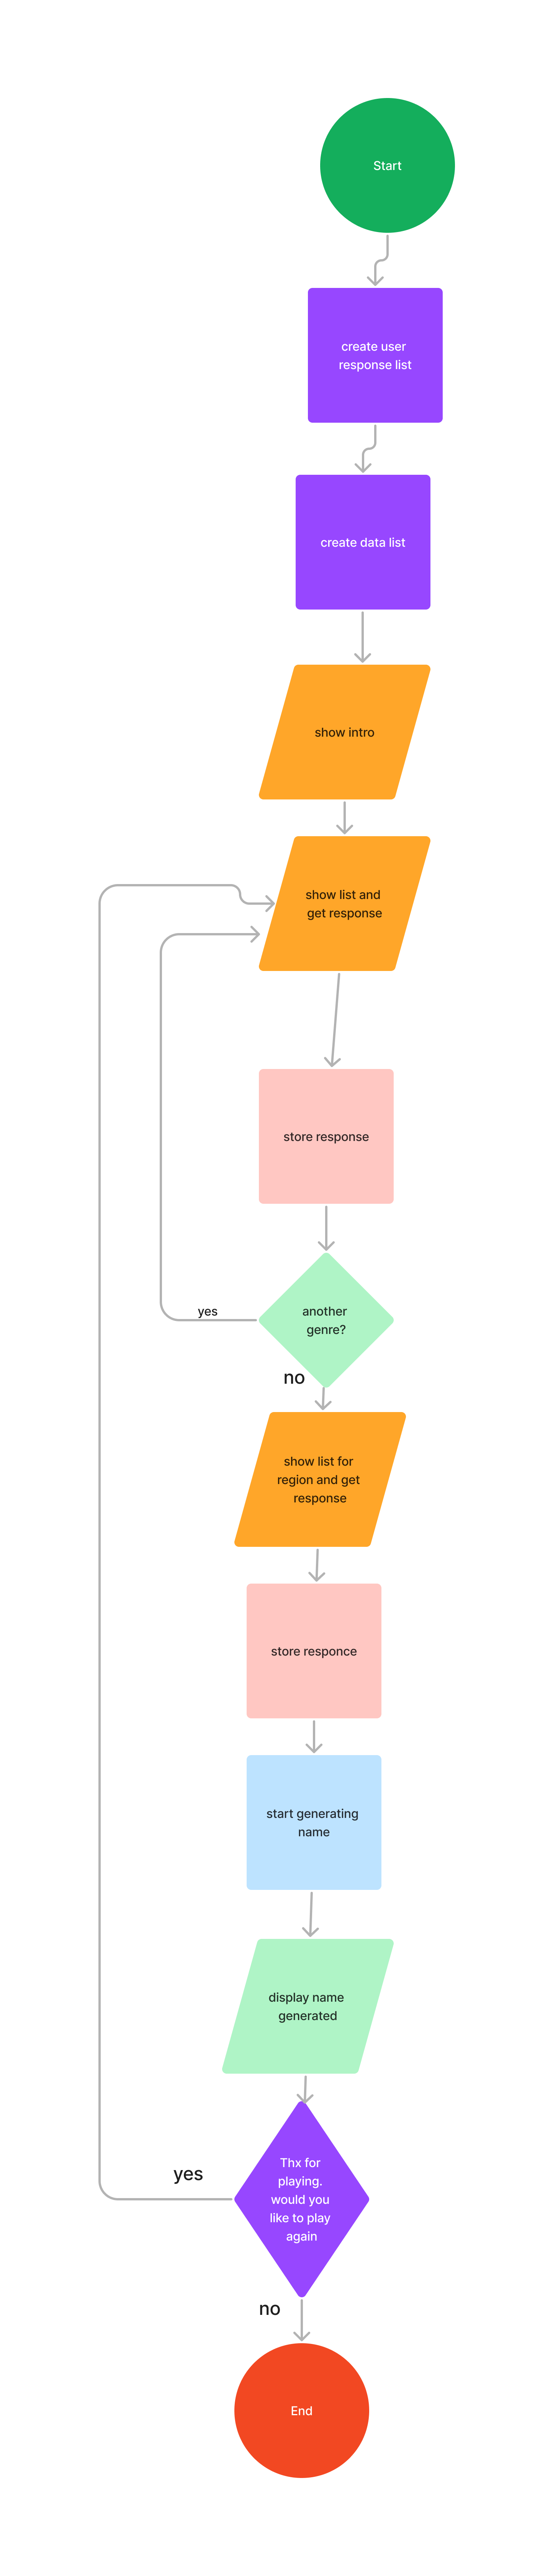 Start
create user
response list
create data list
show intro
show list and
get response
store response
yes
another
genre?
no
show list for
region and get
response
store responce
start generating
name
display name
generated
yes
Thx for
playing.
would you
like to play
again
no
End